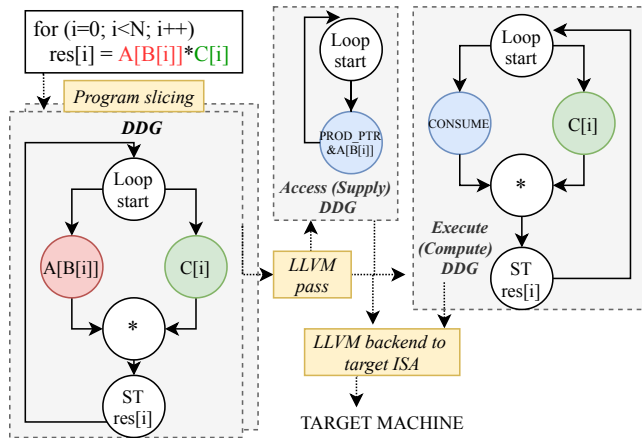 for (i=0; i<N; i++)
res[i] = A[B[i]]*C[i]
Program slicing
DDG
Loop
start
A[B[i]]
C[i]
*
ST
res[i]
Loop
start
PROD_PTR
&A[B[i]]
Access (Supply)
DDG
LLVM
pass
Loop
start
CONSUME
C[i]
*
ST
res[i]
Execute
(Compute)
DDG
LLVM backend to
target ISA
TARGET MACHINE